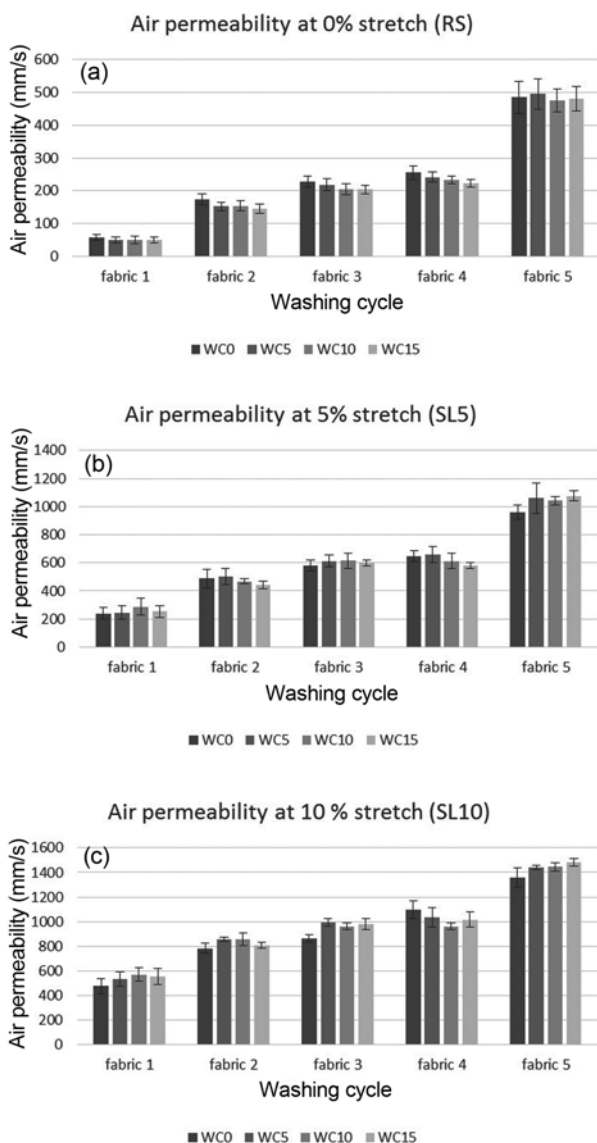 Air permeability at 0% stretch (RS)
(a)
Air permeability (mm/s)
600
500
400
300
200
100
0
fabric 1 fabric 2 fabric 3 fabric 4 fabric 5
Washing cycle
WC0 WC5 WC10 WC15
Air permeability at 5% stretch (SL5)
(b)
Air permeability (mm/s)
1400
1200
1000
800
600
400
200
0
fabric 1 fabric 2 fabric 3 fabric 4 fabric 5
Washing cycle
WC0 WC5 WC10 WC15
Air permeability at 10 % stretch (SL10)
(c)
Air permeability (mm/s)
1600
1400
1200
1000
800
600
400
200
0
fabric 1 fabric 2 fabric 3 fabric 4 fabric 5
Washing cycle
WC0 WC5 WC10 WC15